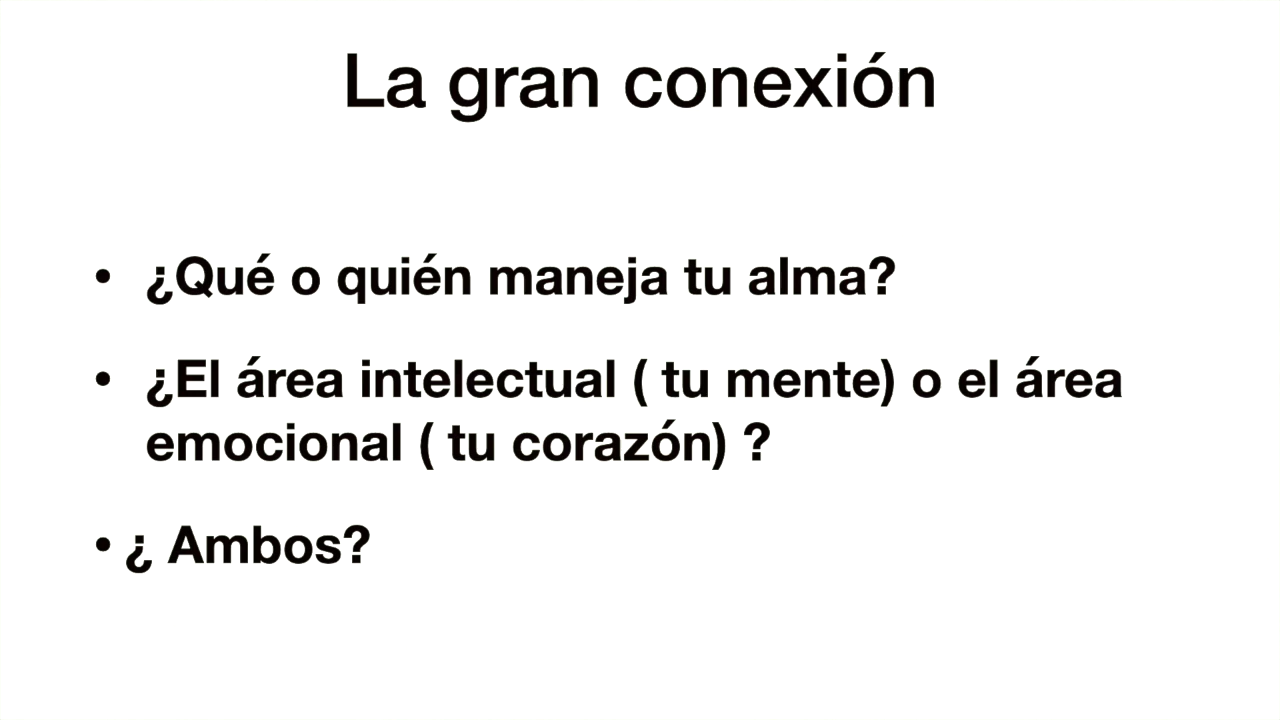 La gran conexión
• ¿Qué o quién maneja tu alma?
• ¿El área intelectual ( tu mente) o el área
emocional ( tu corazón) ?
• ¿ Ambos?